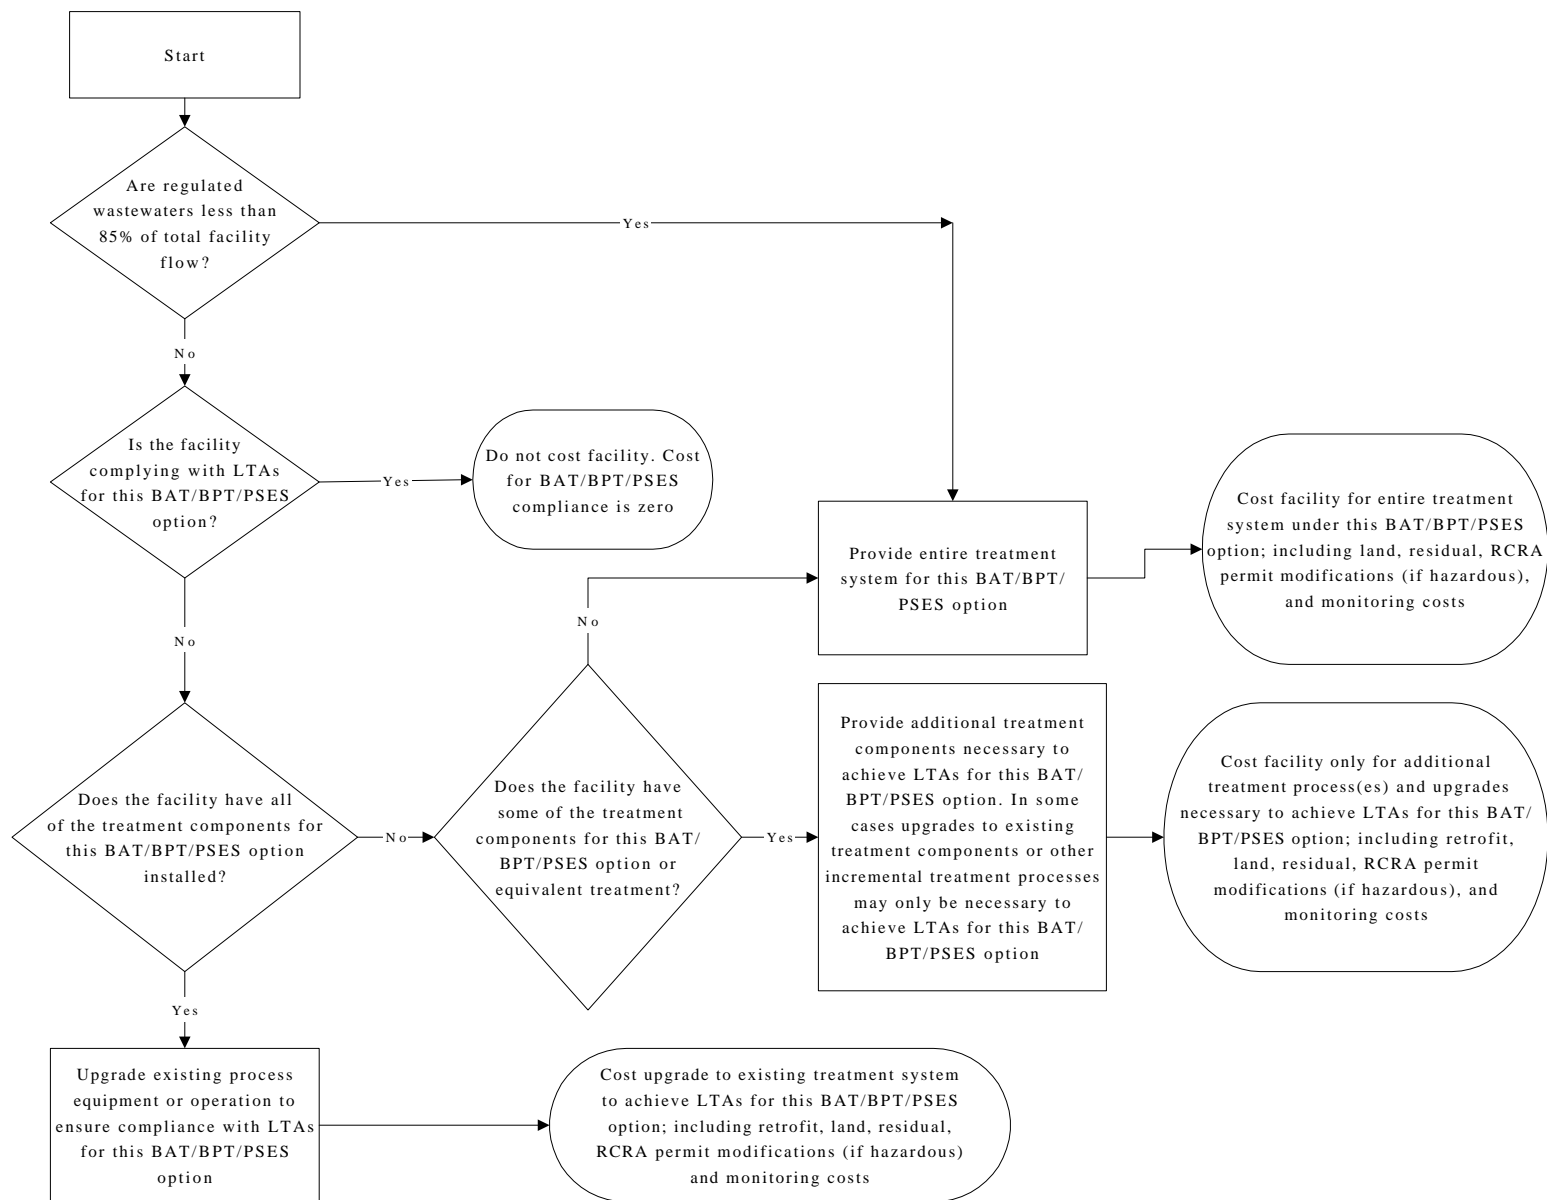 Start
Are regulated
wastewaters less than
85% of total facility
flow?
Yes
No
Is the facility
complying with LTAs
for this BAT/BPT/PSES
option?
Yes
Do not cost facility. Cost
for BAT/BPT/PSES
compliance is zero
No
Provide entire treatment
system for this BAT/BPT/
PSES option
Cost facility for entire treatment
system under this BAT/BPT/PSES
option; including land, residual, RCRA
permit modifications (if hazardous),
and monitoring costs
No
Does the facility have all
of the treatment components for
this BAT/BPT/PSES option
installed?
No
Does the facility have
some of the treatment
components for this BAT/
BPT/PSES option or
equivalent treatment?
Yes
Provide additional treatment
components necessary to
achieve LTAs for this BAT/
BPT/PSES option. In some
cases upgrades to existing
treatment components or other
incremental treatment processes
may only be necessary to
achieve LTAs for this BAT/
BPT/PSES option
Cost facility only for additional
treatment process(es) and upgrades
necessary to achieve LTAs for this BAT/
BPT/PSES option; including retrofit,
land, residual, RCRA permit
modifications (if hazardous), and
monitoring costs
Yes
Upgrade existing process
equipment or operation to
ensure compliance with LTAs
for this BAT/BPT/PSES
option
Cost upgrade to existing treatment system
to achieve LTAs for this BAT/BPT/PSES
option; including retrofit, land, residual,
RCRA permit modifications (if hazardous)
and monitoring costs